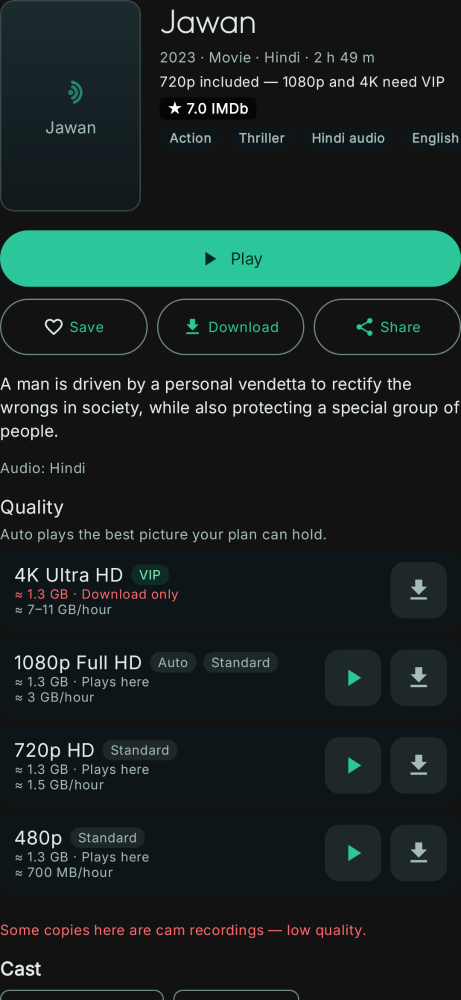 Jawan
Jawan
2023 · Movie · Hindi · 2 h 49 m
720p included — 1080p and 4K need VIP
★ 7.0 IMDb
Action Thriller Hindi audio English
Play
Save Download Share
A man is driven by a personal vendetta to rectify the
wrongs in society, while also protecting a special group of
people.
Audio: Hindi
Quality
Auto plays the best picture your plan can hold.
4K Ultra HD VIP
≈ 1.3 GB · Download only
≈ 7–11 GB/hour
1080p Full HD Auto Standard
≈ 1.3 GB · Plays here
≈ 3 GB/hour
720p HD Standard
≈ 1.3 GB · Plays here
≈ 1.5 GB/hour
480p Standard
≈ 1.3 GB · Plays here
≈ 700 MB/hour
Some copies here are cam recordings — low quality.
Cast